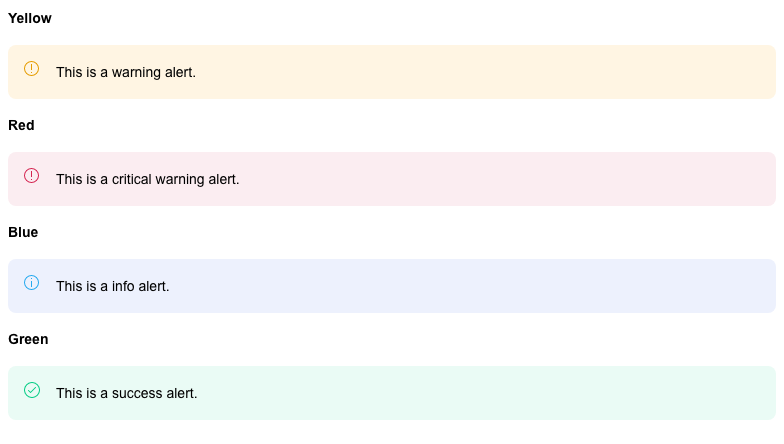 Yellow
This is a warning alert.
Red
This is a critical warning alert.
Blue
This is a info alert.
Green
This is a success alert.